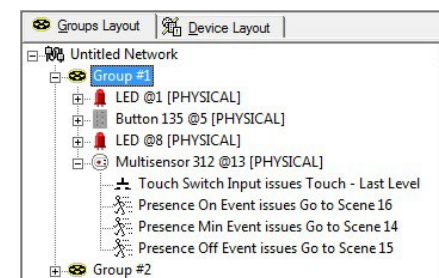 Groups Layout Device Layout
Untitled Network
Group #1
LED @1 [PHYSICAL]
Button 135 @5 [PHYSICAL]
LED @8 [PHYSICAL]
Multisensor 312 @13 [PHYSICAL]
Touch Switch Input issues Touch - Last Level
Presence On Event issues Go to Scene 16
Presence Min Event issues Go to Scene 14
Presence Off Event issues Go to Scene 15
Group #2